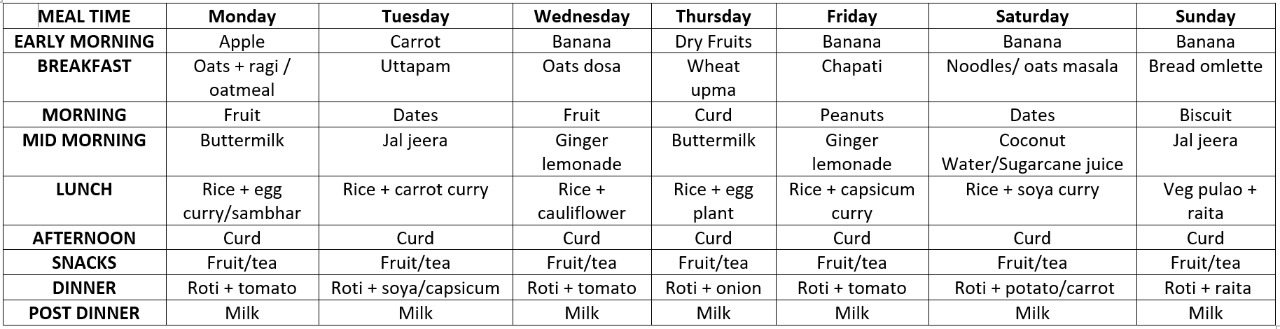 MEAL TIME Monday Tuesday Wednesday Thursday Friday Saturday Sunday
EARLY MORNING Apple Carrot Banana Dry Fruits Banana Banana Banana
BREAKFAST Oats + ragi / Uttapam Oats dosa Wheat Chapati Noodles/ oats masala Bread omlette
oatmeal upma
MORNING Fruit Dates Fruit Curd Peanuts Dates Biscuit
MID MORNING Buttermilk Jal jeera Ginger Buttermilk Ginger Coconut Jal jeera
lemonade lemonade Water/Sugarcane juice
LUNCH Rice + egg Rice + carrot curry Rice + Rice + egg Rice + capsicum Rice + soya curry Veg pulao +
curry/sambhar cauliflower plant curry raita
AFTERNOON Curd Curd Curd Curd Curd Curd Curd
SNACKS Fruit/tea Fruit/tea Fruit/tea Fruit/tea Fruit/tea Fruit/tea Fruit/tea
DINNER Roti + tomato Roti + soya/capsicum Roti + tomato Roti + onion Roti + tomato Roti + potato/carrot Roti + raita
POST DINNER Milk Milk Milk Milk Milk Milk Milk